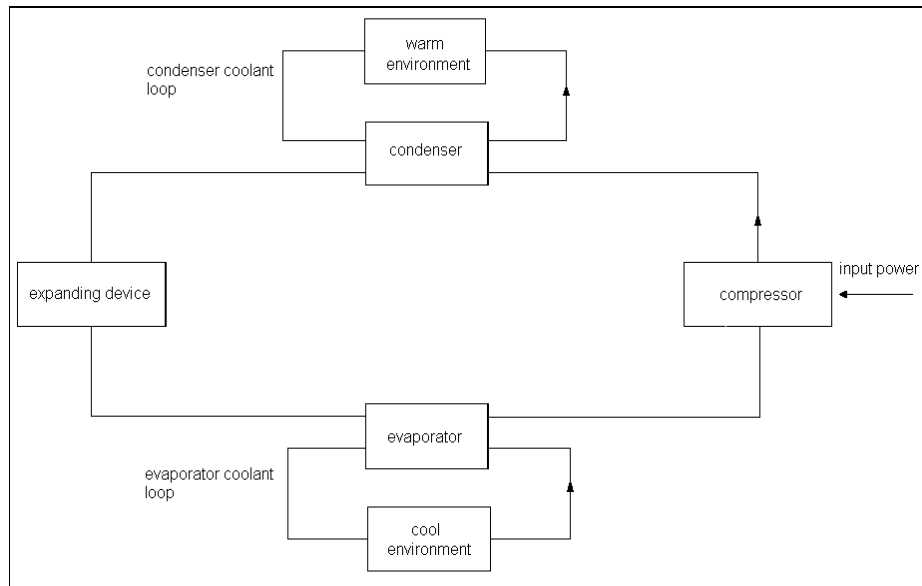 warm
environment
condenser coolant
loop
condenser
expanding device
input power
compressor
evaporator
evaporator coolant
loop
cool
environment